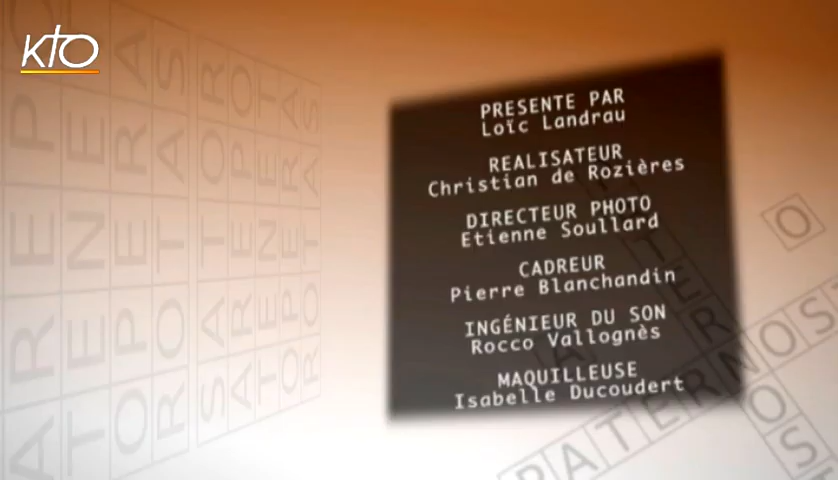 KTO
PRESENTE PAR
Loïc Landrau
REALISATEUR
Christian de Rozières
DIRECTEUR PHOTO
Etienne Soullard
CADREUR
Pierre Blanchandin
INGÉNIEUR DU SON
Rocco Vallognès
MAQUILLEUSE
Isabelle Ducoudert
PATERNOS